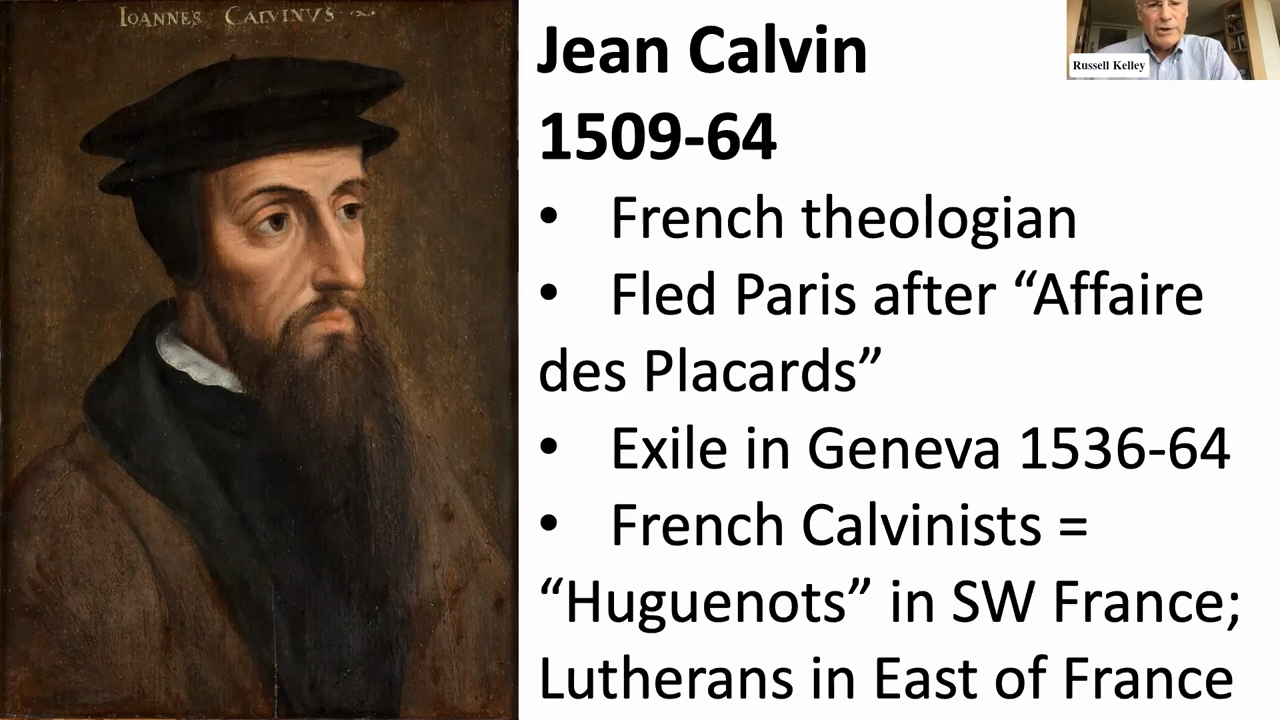 IOANNES CALVINVS
Jean Calvin
1509-64
• French theologian
• Fled Paris after “Affaire
des Placards”
• Exile in Geneva 1536-64
• French Calvinists =
“Huguenots” in SW France;
Lutherans in East of France
Russell Kelley